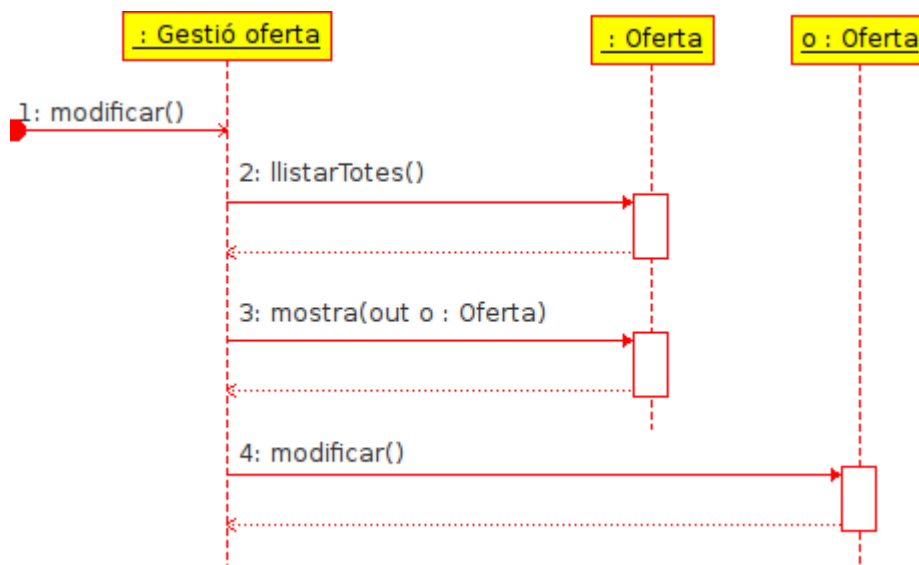 : Gestió oferta
: Oferta
o : Oferta
1: modificar()
2: llistarTotes()
3: mostra(out o : Oferta)
4: modificar()